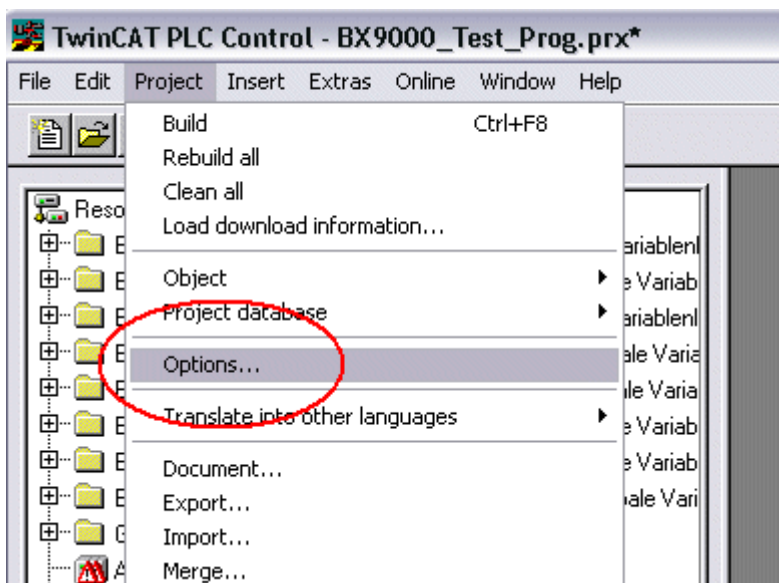 TwinCAT PLC Control - BX9000_Test_Prog.prx*
File Edit Project Insert Extras Online Window Help
Build Ctrl+F8
Rebuild all
Clean all
Load download information...
Object
Project database
Options...
Translate into other languages
Document...
Export...
Import...
Merge...